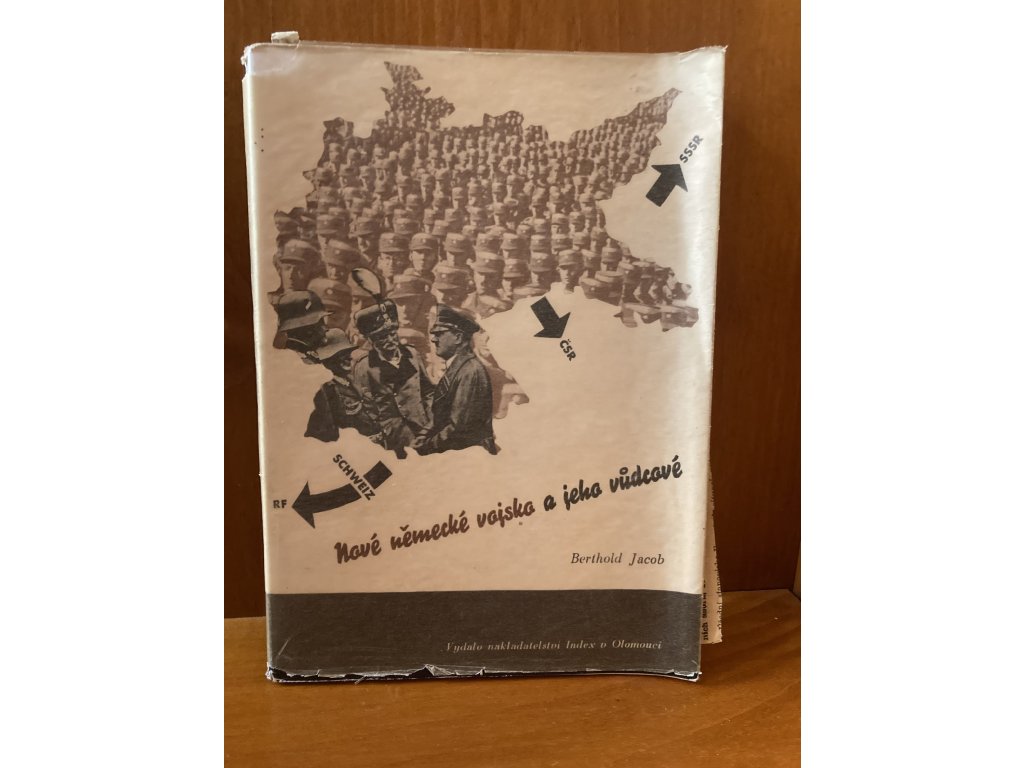 SSSR
ČSR
SCHWEIZ
RF
Nové německé vojsko a jeho vůdcové
Berthold Jacob
Vydalo nakladatelství Index v Olomouci